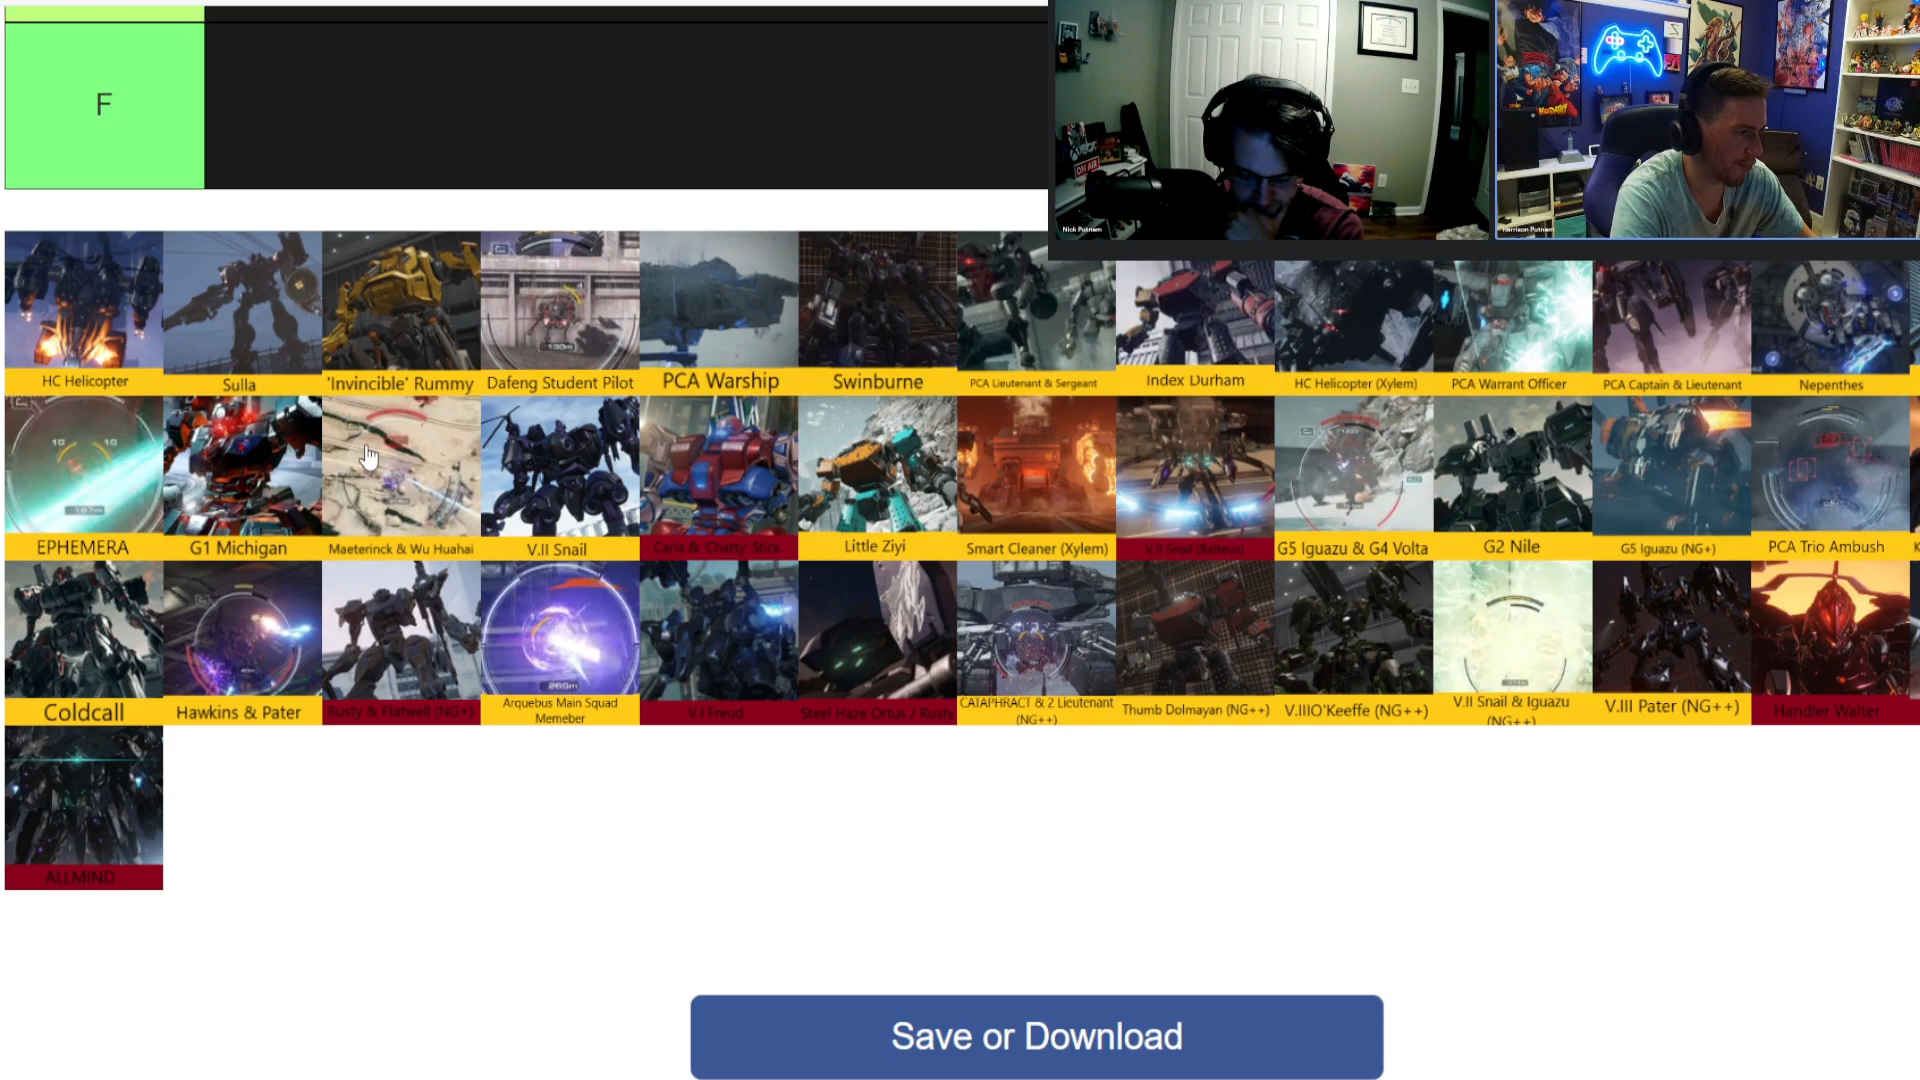 F
ON AIR
Nick Putnam
Harrison Putnam
HC Helicopter
Sulla
'Invincible' Rummy
Dafeng Student Pilot
PCA Warship
Swinburne
PCA Lieutenant & Sergeant
Index Durham
HC Helicopter (Xylem)
PCA Warrant Officer
PCA Captain & Lieutenant
Nepenthes
EPHEMERA
G1 Michigan
Maeterinck & Wu Huahai
V.II Snail
Carla & 'Chatty' Stick
Little Ziyi
Smart Cleaner (Xylem)
V.II Snail (Balteus)
G5 Iguazu & G4 Volta
G2 Nile
G5 Iguazu (NG+)
PCA Trio Ambush
Coldcall
Hawkins & Pater
Rusty & Flatwell (NG+)
Arquebus Main Squad
Memeber
V.I Freud
Steel Haze Ortus / Rusty
CATAPHRACT & 2 Lieutenant
(NG++)
Thumb Dolmayan (NG++)
V.IIIO'Keeffe (NG++)
V.II Snail & Iguazu
(NG++)
V.III Pater (NG++)
Handler Walter
ALLMIND
Save or Download